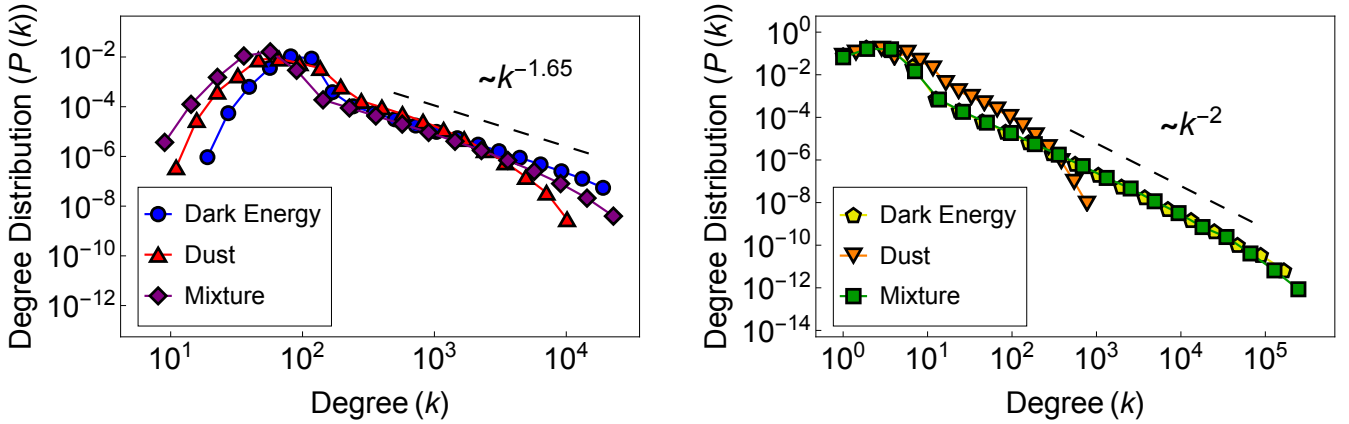 Degree Distribution (P (k))
10^-2
10^-4
10^-6
10^-8
10^-10
10^-12
~k^-1.65
Dark Energy
Dust
Mixture
10^1
10^2
10^3
10^4
Degree (k)
Degree Distribution (P (k))
10^0
10^-2
10^-4
10^-6
10^-8
10^-10
10^-12
10^-14
~k^-2
Dark Energy
Dust
Mixture
10^0
10^1
10^2
10^3
10^4
10^5
Degree (k)